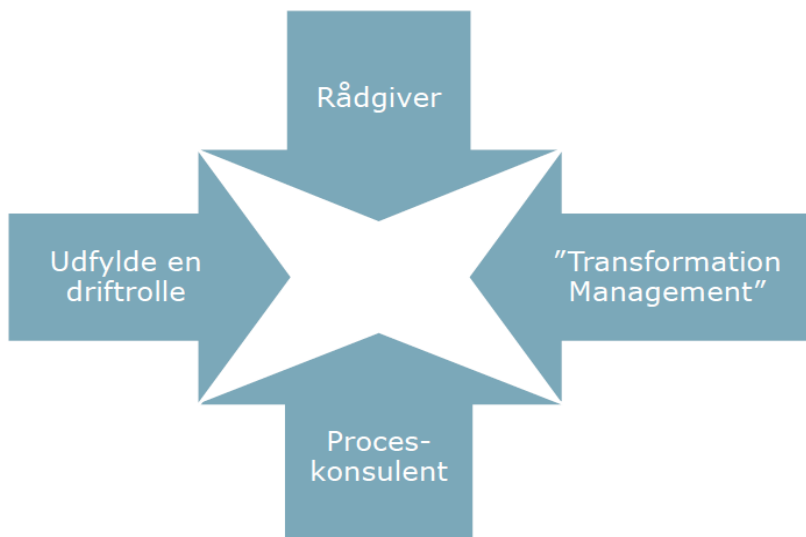 Rådgiver
Udfylde en
driftrolle
”Transformation
Management”
Proces-
konsulent